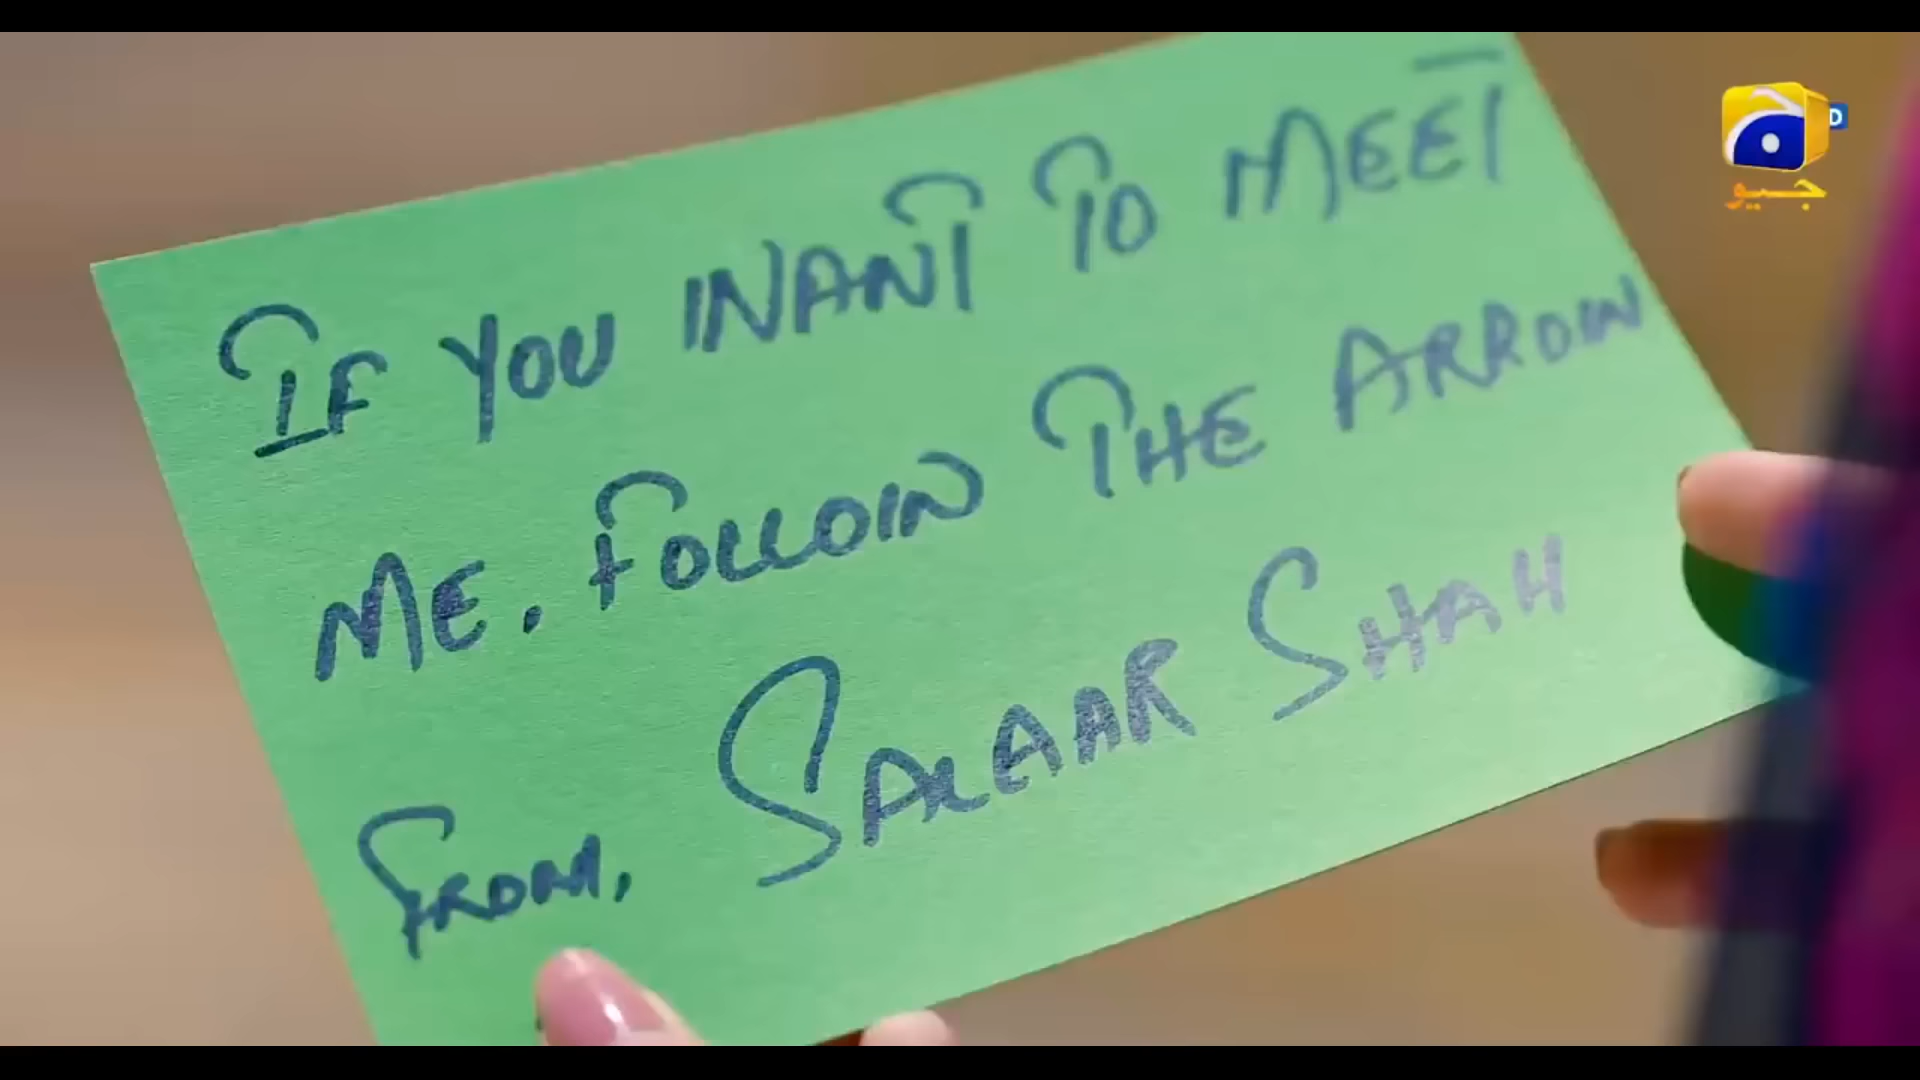 IF YOU WANT TO MEET
ME. FOLLOW THE ARROW
FROM, SALAAR SHAH
D
جیو